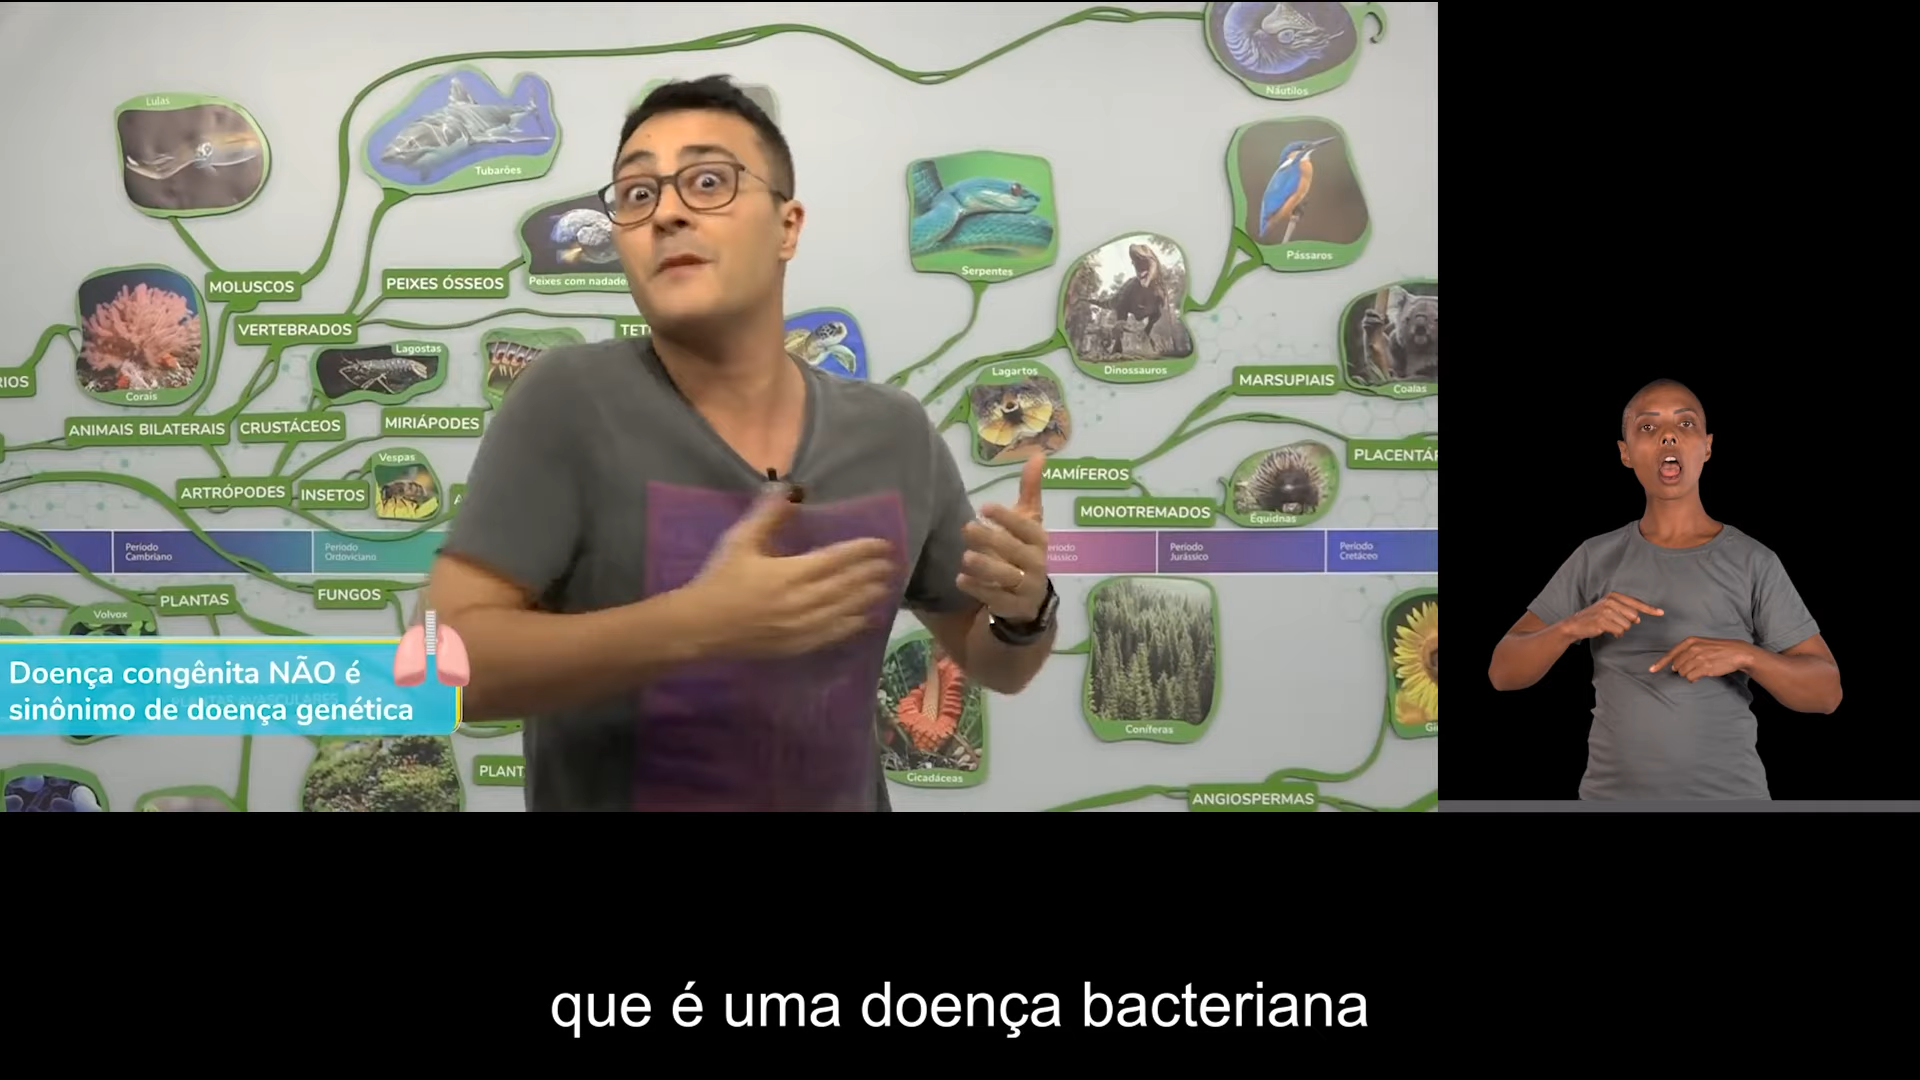 Lulas
Náutilos
Tubarões
Serpentes
Pássaros
MOLUSCOS
PEIXES ÓSSEOS
Peixes com nadade
VERTEBRADOS
TET
Lagostas
Dinossauros
Lagartos
MARSUPIAIS
Coalas
RIOS
Corais
ANIMAIS BILATERAIS
CRUSTÁCEOS
MIRIÁPODES
PLACENTÁR
Vespas
MAMÍFEROS
ARTRÓPODES
INSETOS
A
MONOTREMADOS
Equidnas
Período
Cambriano
Período
Ordoviciano
Período
Jurássico
Período
Cretáceo
PLANTAS
FUNGOS
Volvox
Doença congênita NÃO é
sinônimo de doença genética
Coníferas
Cicadáceas
PLANT
ANGIOSPERMAS
que é uma doença bacteriana